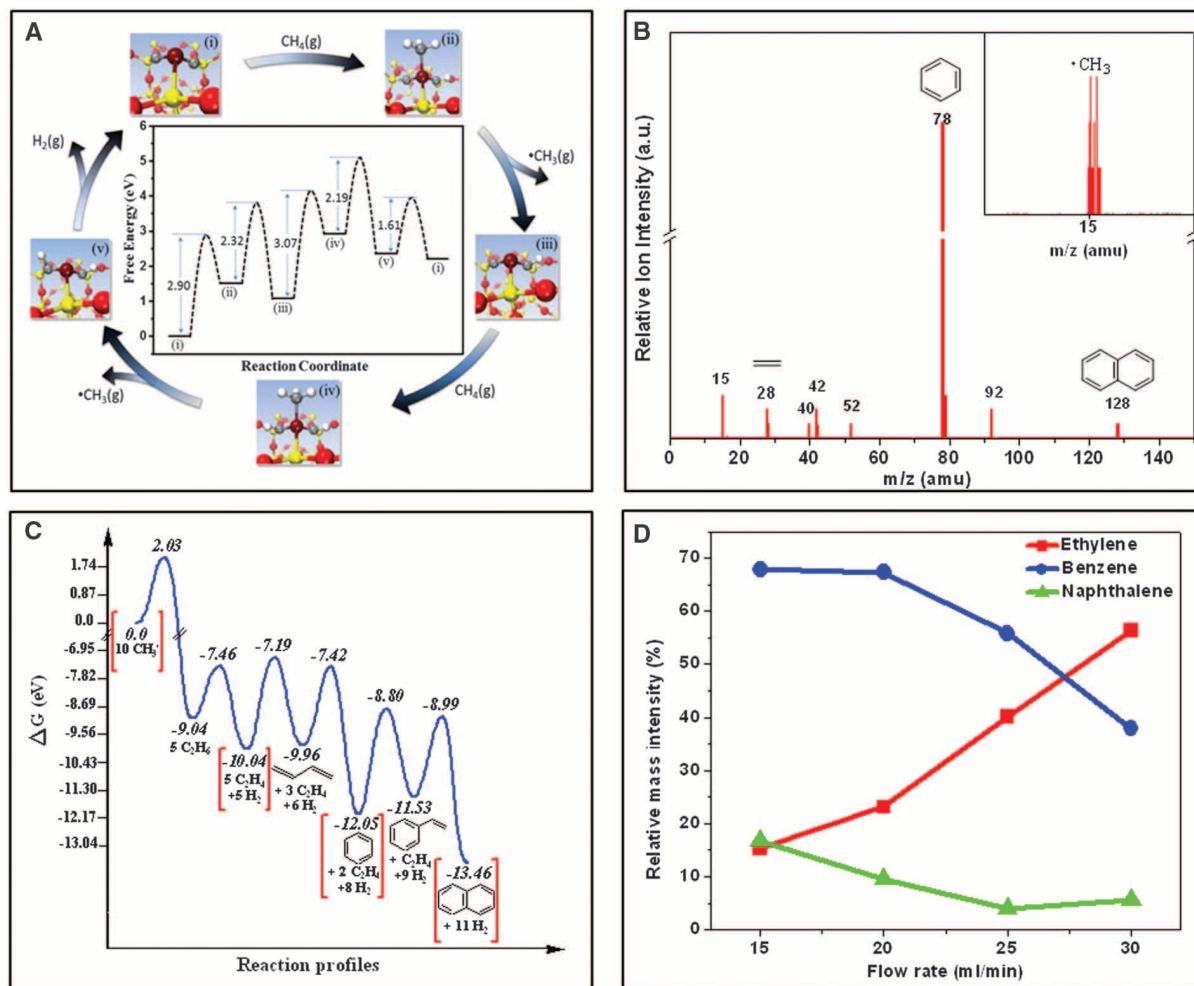 A
(i)
CH₄(g)
(ii)
H₂(g)
•CH₃(g)
(v)
(iii)
•CH₃(g)
(iv)
CH₄(g)
Free Energy (eV)
6
5
4
3
2
1
0
2.90
2.32
3.07
2.19
1.61
(i)
(ii)
(iii)
(iv)
(v)
(i)
Reaction Coordinate
B
Relative Ion Intensity (a.u.)
15
28
40
42
52
78
92
128
0 20 40 60 80 100 120 140
m/z (amu)
·CH₃
15
m/z (amu)
C
ΔG (eV)
1.74
0.87
0.0
-6.95
-7.82
-8.69
-9.56
-10.43
-11.30
-12.17
-13.04
2.03
0.0
10 CH₃·
-9.04
5 C₂H₆
-7.46
-10.04
5 C₂H₄
+5 H₂
-7.19
-9.96
+ 3 C₂H₄
+6 H₂
-7.42
-12.05
+ 2 C₂H₄
+8 H₂
-8.80
-11.53
+ C₂H₄
+9 H₂
-8.99
-13.46
+ 11 H₂
Reaction profiles
D
Relative mass intensity (%)
70
60
50
40
30
20
10
0
Ethylene
Benzene
Naphthalene
15 20 25 30
Flow rate (ml/min)